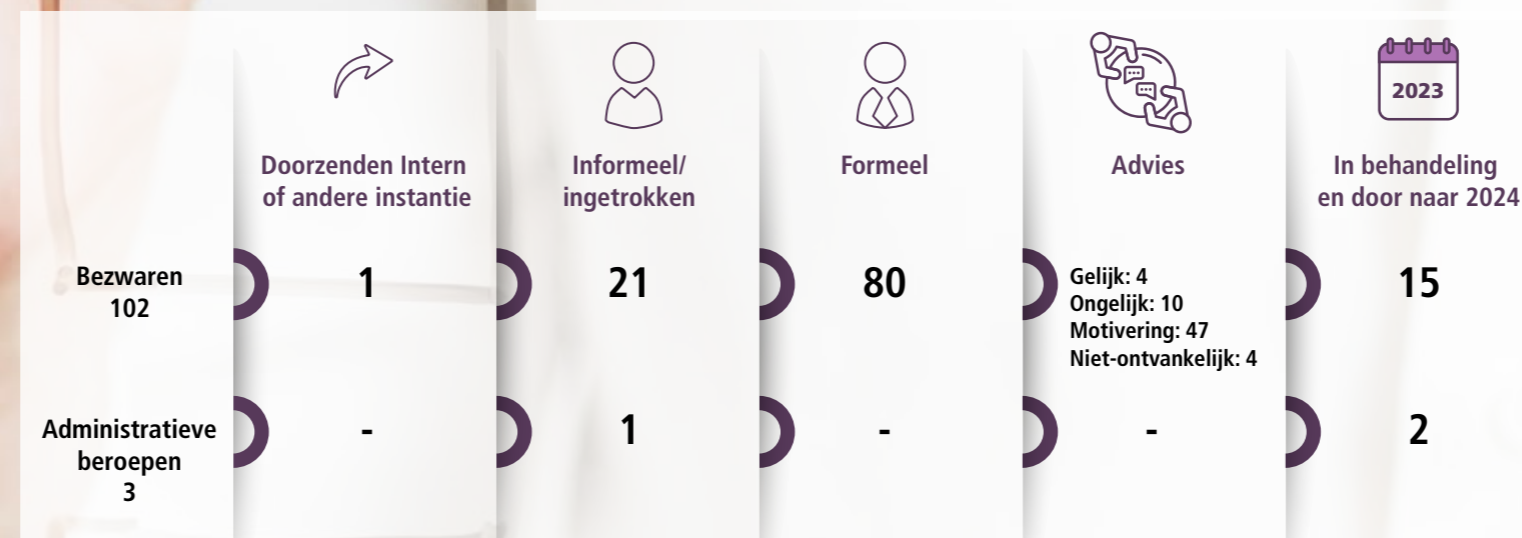 2023
Doorzenden Intern
of andere instantie
Informeel/
ingetrokken
Formeel
Advies
In behandeling
en door naar 2024
Bezwaren
102
1
21
80
Gelijk: 4
Ongelijk: 10
Motivering: 47
Niet-ontvankelijk: 4
15
Administratieve
beroepen
3
-
1
-
-
2